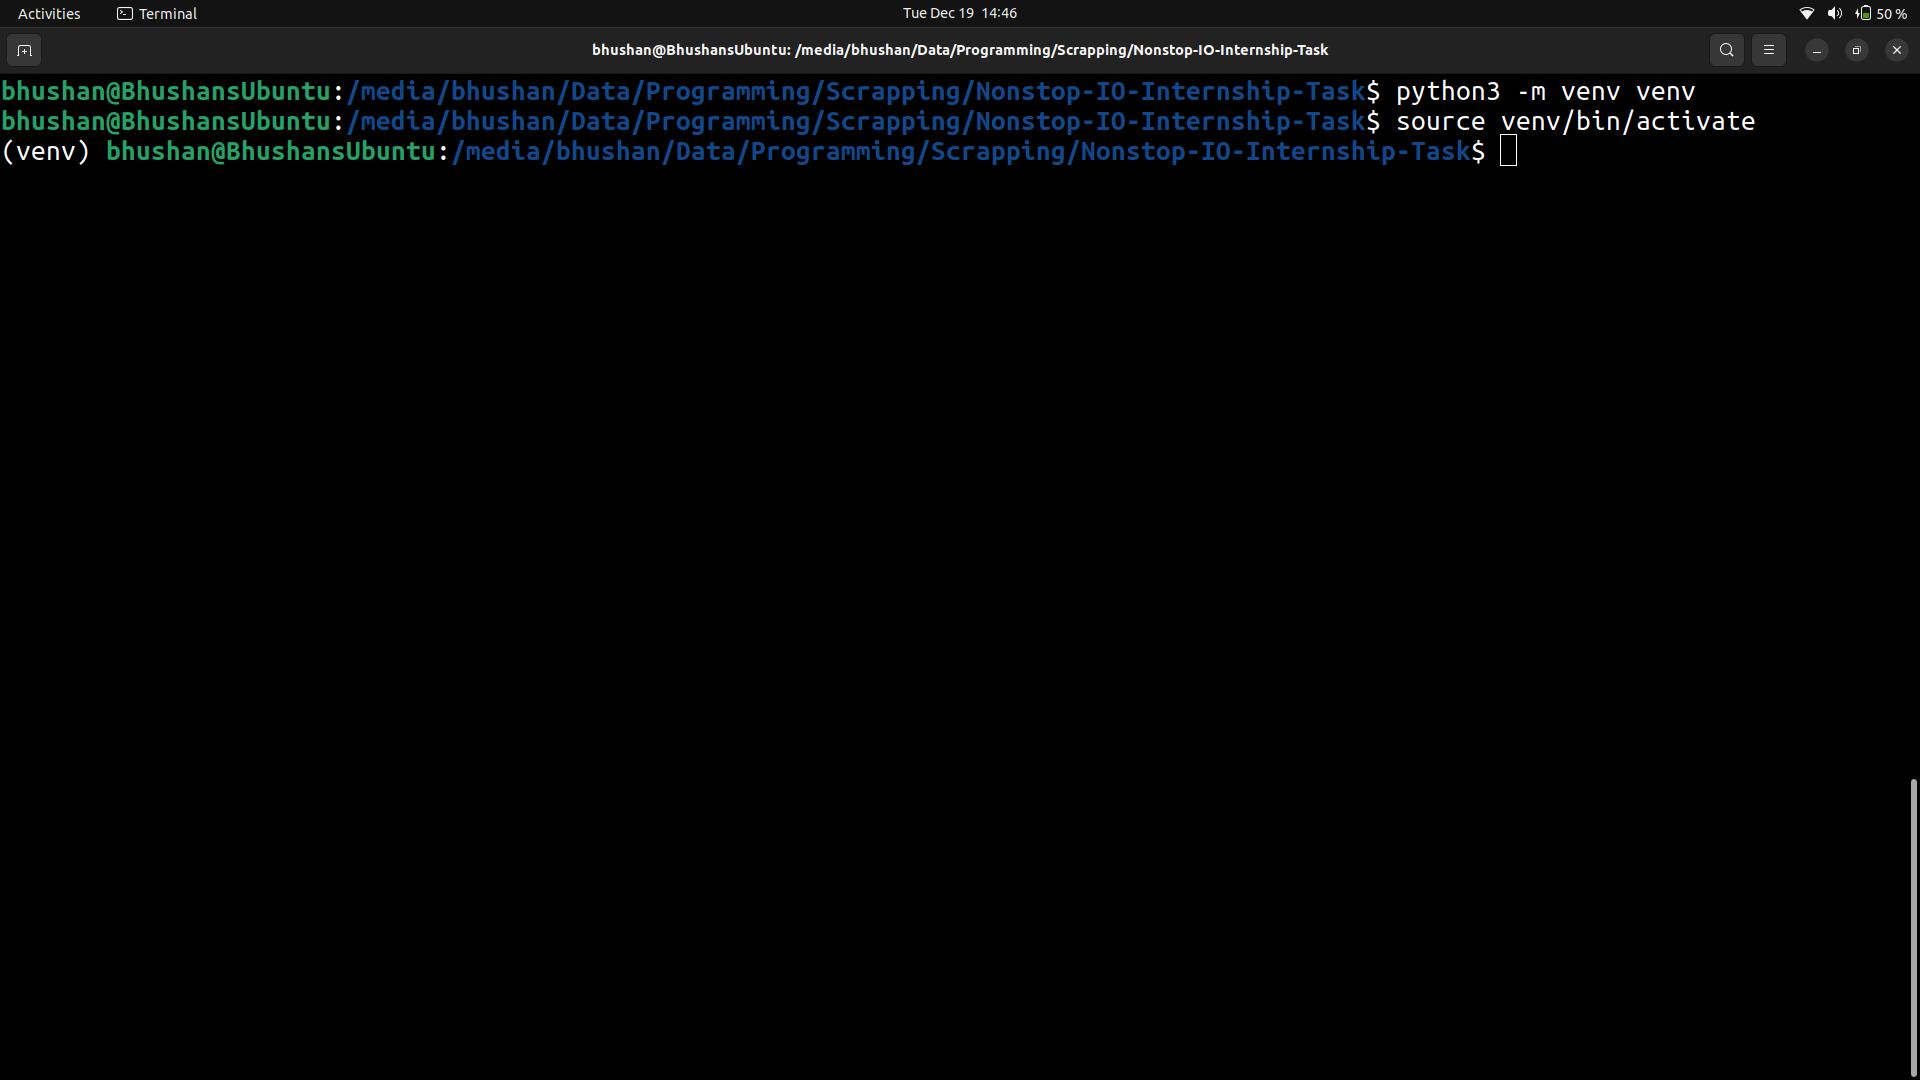 Activities Terminal Tue Dec 19 14:46 50 %
bhushan@BhushansUbuntu: /media/bhushan/Data/Programming/Scrapping/Nonstop-IO-Internship-Task
bhushan@BhushansUbuntu:/media/bhushan/Data/Programming/Scrapping/Nonstop-IO-Internship-Task$ python3 -m venv venv
bhushan@BhushansUbuntu:/media/bhushan/Data/Programming/Scrapping/Nonstop-IO-Internship-Task$ source venv/bin/activate
(venv) bhushan@BhushansUbuntu:/media/bhushan/Data/Programming/Scrapping/Nonstop-IO-Internship-Task$